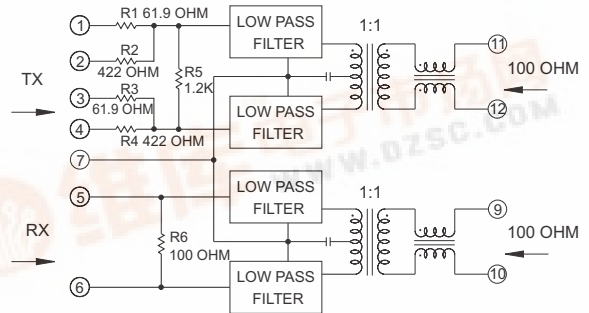 1
R1 61.9 OHM
LOW PASS
FILTER
1:1
11
2
R2
422 OHM
R5
1.2K
TX
100 OHM
3
R3
61.9 OHM
LOW PASS
FILTER
12
4
R4 422 OHM
7
5
LOW PASS
FILTER
1:1
9
RX
R6
100 OHM
100 OHM
6
LOW PASS
FILTER
10
WWW.DZSC.COM